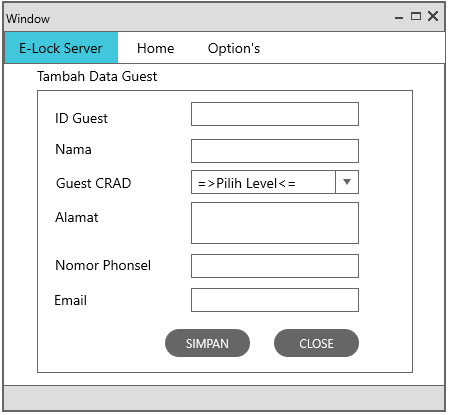 Window
E-Lock Server Home Option's
Tambah Data Guest
ID Guest
Nama
Guest CRAD =>Pilih Level<=
Alamat
Nomor Phonsel
Email
SIMPAN CLOSE